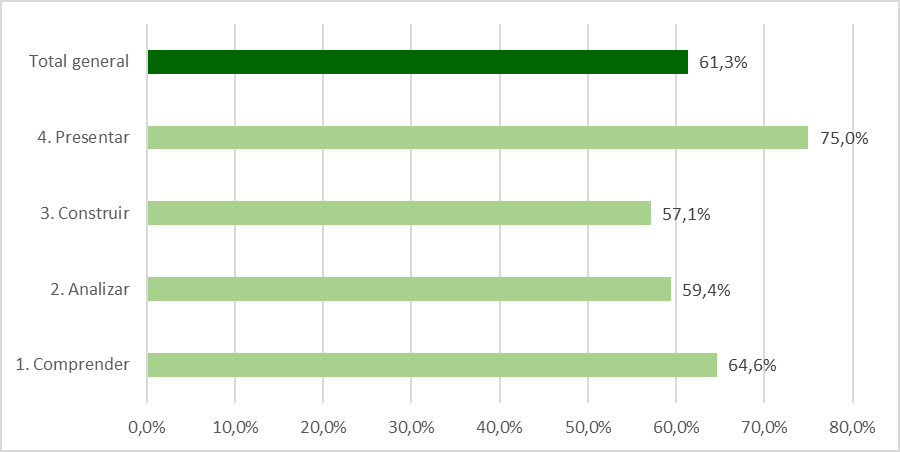 Total general
61,3%
4. Presentar
75,0%
3. Construir
57,1%
2. Analizar
59,4%
1. Comprender
64,6%
0,0% 10,0% 20,0% 30,0% 40,0% 50,0% 60,0% 70,0% 80,0%